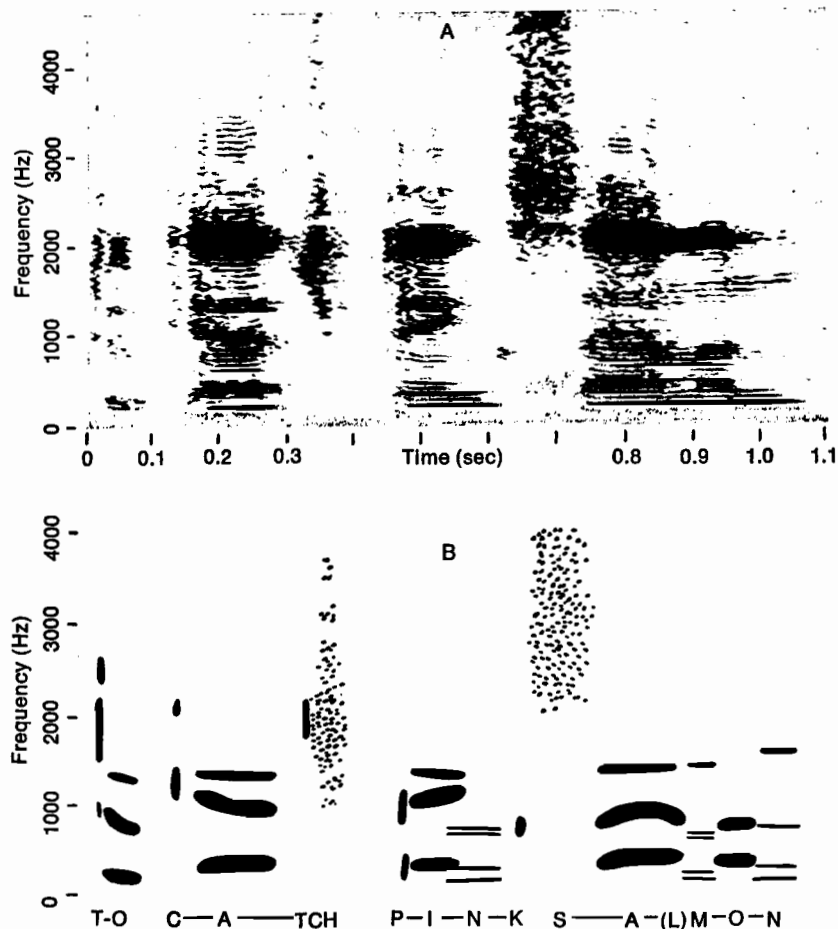 A
4000
3000
2000
1000
0
Frequency (Hz)
0 0.1 0.2 0.3 Time (sec) 0.8 0.9 1.0 1.1
B
4000
3000
2000
1000
0
Frequency (Hz)
T-O C—A—TCH P-I-N-K S—A-(L)M-O-N